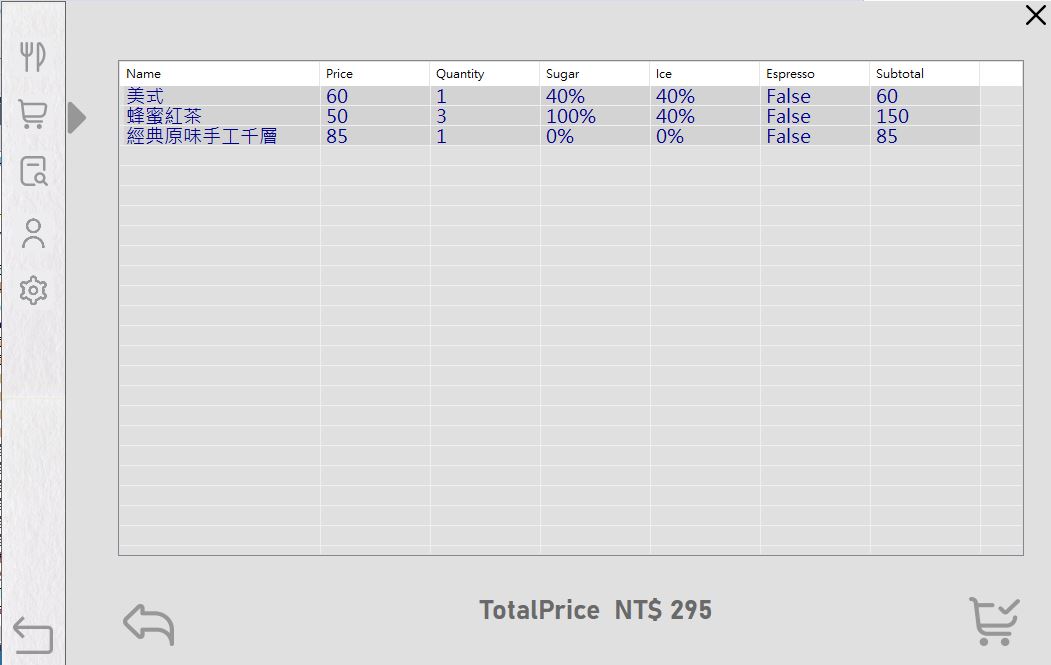 Name Price Quantity Sugar Ice Espresso Subtotal
美式 60 1 40% 40% False 60
蜂蜜紅茶 50 3 100% 40% False 150
經典原味手工千層 85 1 0% 0% False 85
TotalPrice NT$ 295